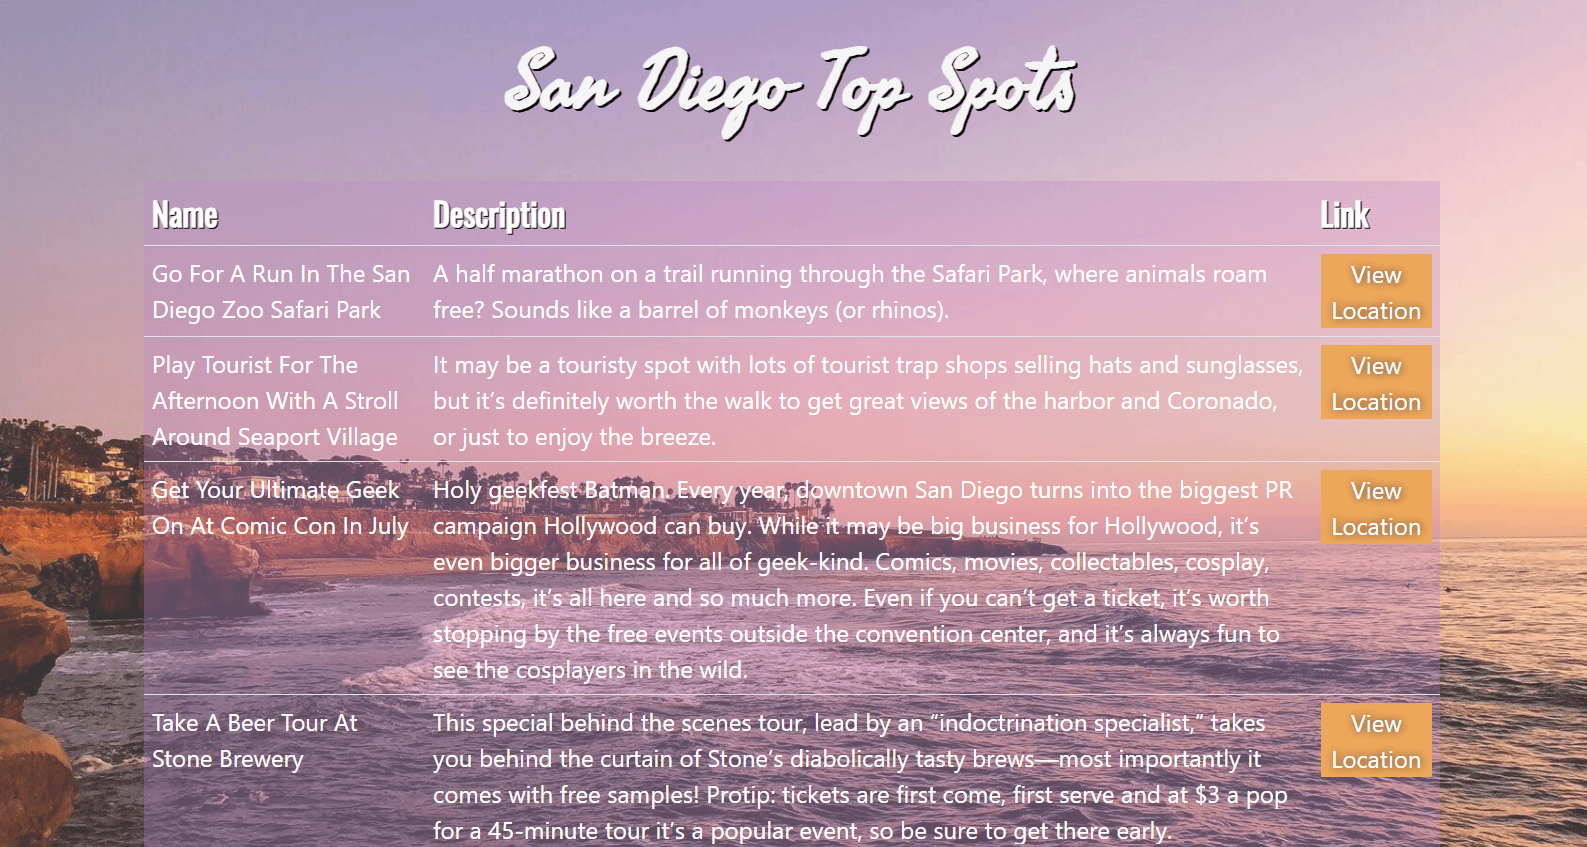 San Diego Top Spots
Name Description Link
Go For A Run In The San
Diego Zoo Safari Park
A half marathon on a trail running through the Safari Park, where animals roam
free? Sounds like a barrel of monkeys (or rhinos).
View
Location
Play Tourist For The
Afternoon With A Stroll
Around Seaport Village
It may be a touristy spot with lots of tourist trap shops selling hats and sunglasses,
but it’s definitely worth the walk to get great views of the harbor and Coronado,
or just to enjoy the breeze.
View
Location
Get Your Ultimate Geek
On At Comic Con In July
Holy geekfest Batman. Every year, downtown San Diego turns into the biggest PR
campaign Hollywood can buy. While it may be big business for Hollywood, it’s
even bigger business for all of geek-kind. Comics, movies, collectables, cosplay,
contests, it’s all here and so much more. Even if you can’t get a ticket, it’s worth
stopping by the free events outside the convention center, and it’s always fun to
see the cosplayers in the wild.
View
Location
Take A Beer Tour At
Stone Brewery
This special behind the scenes tour, lead by an “indoctrination specialist,” takes
you behind the curtain of Stone’s diabolically tasty brews—most importantly it
comes with free samples! Protip: tickets are first come, first serve and at $3 a pop
for a 45-minute tour it’s a popular event, so be sure to get there early.
View
Location